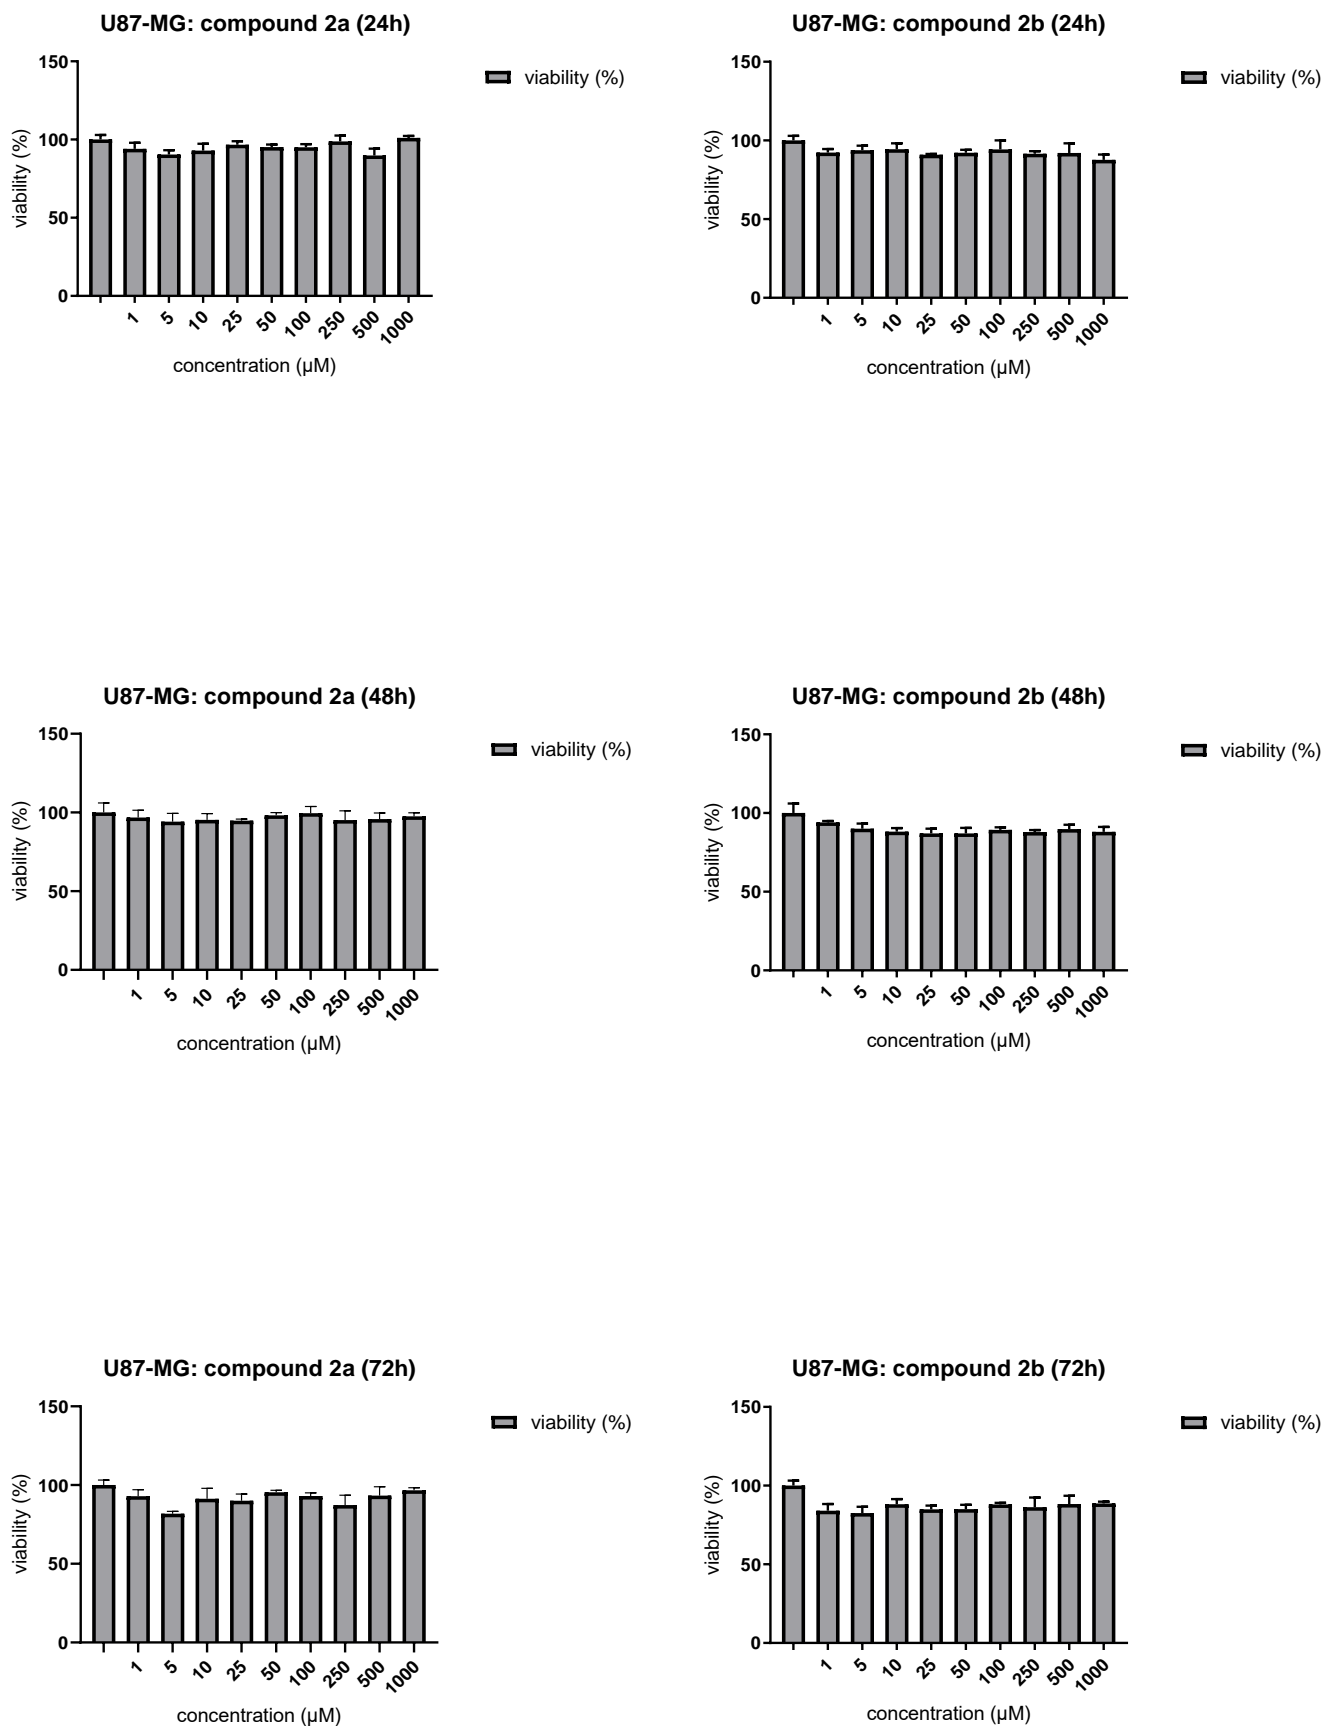 U87-MG: compound 2a (24h)
viability (%)
viability (%)
150
100
50
0
1 5 10 25 50 100 250 500 1000
concentration (µM)
U87-MG: compound 2b (24h)
viability (%)
viability (%)
150
100
50
0
1 5 10 25 50 100 250 500 1000
concentration (µM)
U87-MG: compound 2a (48h)
viability (%)
viability (%)
150
100
50
0
1 5 10 25 50 100 250 500 1000
concentration (µM)
U87-MG: compound 2b (48h)
viability (%)
viability (%)
150
100
50
0
1 5 10 25 50 100 250 500 1000
concentration (µM)
U87-MG: compound 2a (72h)
viability (%)
viability (%)
150
100
50
0
1 5 10 25 50 100 250 500 1000
concentration (µM)
U87-MG: compound 2b (72h)
viability (%)
viability (%)
150
100
50
0
1 5 10 25 50 100 250 500 1000
concentration (µM)